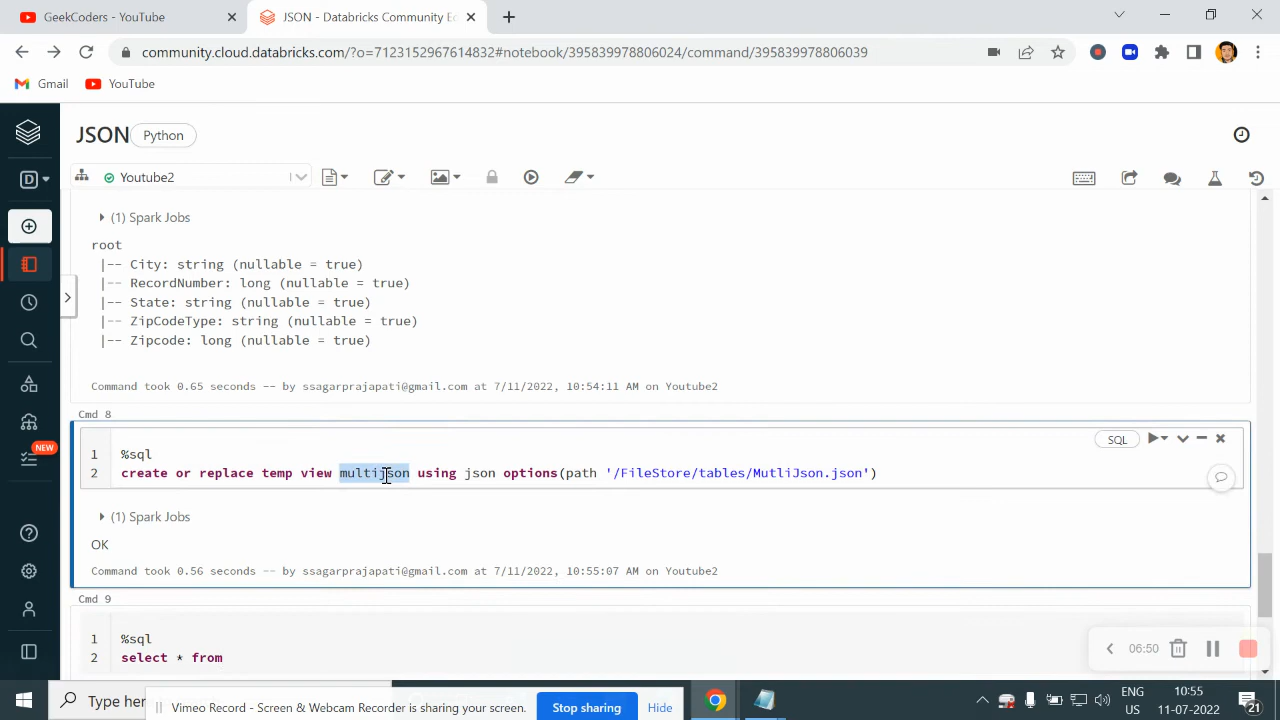 GeekCoders - YouTube
JSON - Databricks Community Ed
community.cloud.databricks.com/?o=7123152967614832#notebook/395839978806024/command/395839978806039
Gmail
YouTube
JSON
Python
D
Youtube2
(1) Spark Jobs
root
|-- City: string (nullable = true)
|-- RecordNumber: long (nullable = true)
|-- State: string (nullable = true)
|-- ZipCodeType: string (nullable = true)
|-- Zipcode: long (nullable = true)
Command took 0.65 seconds -- by ssagarprajapati@gmail.com at 7/11/2022, 10:54:11 AM on Youtube2
Cmd 8
SQL
1 %sql
2 create or replace temp view multijson using json options(path '/FileStore/tables/MutliJson.json')
NEW
(1) Spark Jobs
OK
Command took 0.56 seconds -- by ssagarprajapati@gmail.com at 7/11/2022, 10:55:07 AM on Youtube2
Cmd 9
1 %sql
2 select * from
06:50
Type her
Vimeo Record - Screen & Webcam Recorder is sharing your screen.
Stop sharing
Hide
ENG
US
10:55
11-07-2022
21